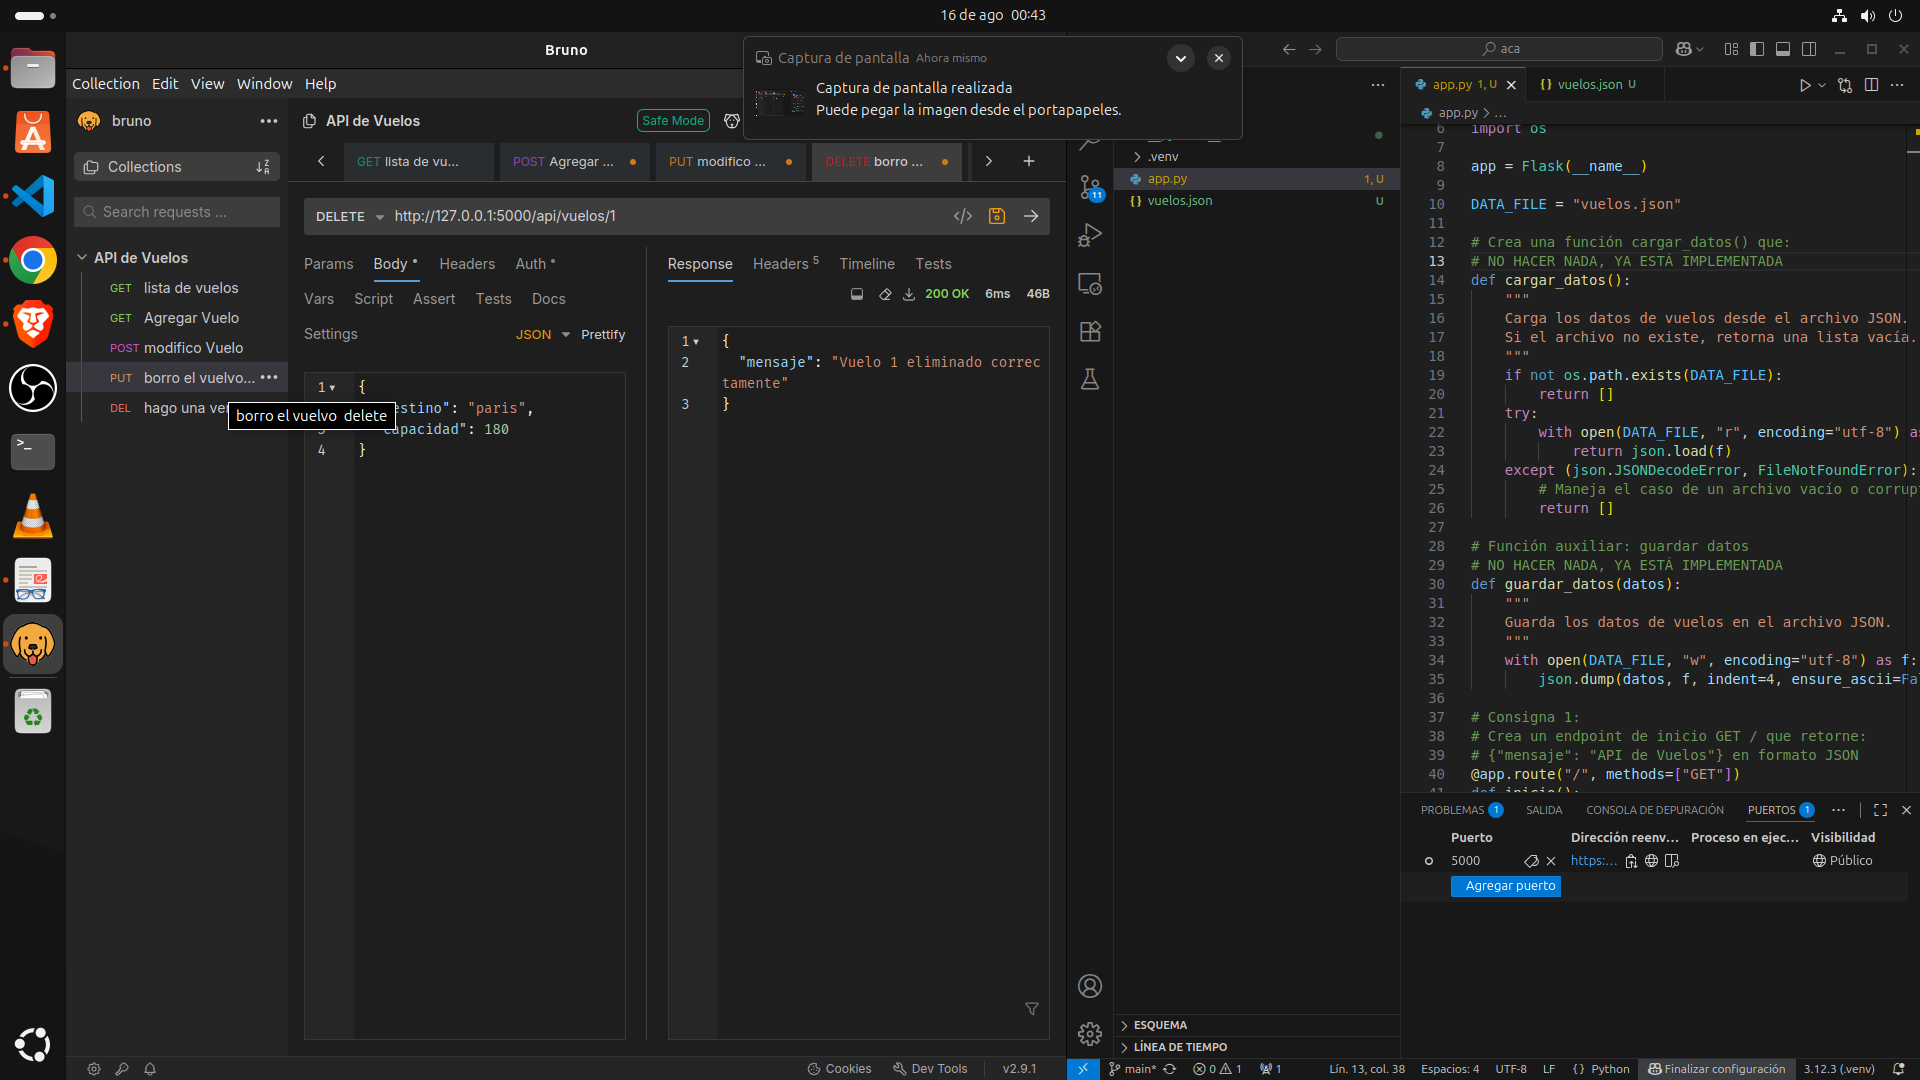 16 de ago 00:43
Bruno
Collection Edit View Window Help
bruno
Collections
Search requests ...
API de Vuelos
GET lista de vuelos
GET Agregar Vuelo
POST modifico Vuelo
PUT borro el vuelvo...
DEL hago una ver
borro el vuelvo delete
API de Vuelos
Safe Mode
GET lista de vu...
POST Agregar ...
PUT modifico ...
DELETE borro ...
DELETE http://127.0.0.1:5000/api/vuelos/1
Params Body Headers Auth
Vars Script Assert Tests Docs
Settings JSON Prettify
1 {
estino": "paris",
3 capacidad": 180
4 }
Response Headers 5 Timeline Tests
200 OK 6ms 46B
1 {
2 "mensaje": "Vuelo 1 eliminado correc
tamente"
3 }
Cookies Dev Tools v2.9.1
Captura de pantalla Ahora mismo
Captura de pantalla realizada
Puede pegar la imagen desde el portapapeles.
aca
.venv
app.py 1, U
vuelos.json U
11
ESQUEMA
LÍNEA DE TIEMPO
app.py 1, U
{} vuelos.json U
app.py > ...
6 import os
7
8 app = Flask(__name__)
9
10 DATA_FILE = "vuelos.json"
11
12 # Crea una función cargar_datos() que:
13 # NO HACER NADA, YA ESTÁ IMPLEMENTADA
14 def cargar_datos():
15 """
16 Carga los datos de vuelos desde el archivo JSON.
17 Si el archivo no existe, retorna una lista vacía.
18 """
19 if not os.path.exists(DATA_FILE):
20 return []
21 try:
22 with open(DATA_FILE, "r", encoding="utf-8") as
23 return json.load(f)
24 except (json.JSONDecodeError, FileNotFoundError):
25 # Maneja el caso de un archivo vacío o corrup
26 return []
27
28 # Función auxiliar: guardar datos
29 # NO HACER NADA, YA ESTÁ IMPLEMENTADA
30 def guardar_datos(datos):
31 """
32 Guarda los datos de vuelos en el archivo JSON.
33 """
34 with open(DATA_FILE, "w", encoding="utf-8") as f:
35 json.dump(datos, f, indent=4, ensure_ascii=Fa
36
37 # Consigna 1:
38 # Crea un endpoint de inicio GET / que retorne:
39 # {"mensaje": "API de Vuelos"} en formato JSON
40 @app.route("/", methods=["GET"])
41 def inicio():
PROBLEMAS 1 SALIDA CONSOLA DE DEPURACIÓN PUERTOS 1
Puerto Dirección reenv... Proceso en ejec... Visibilidad
5000 https:... Público
Agregar puerto
main* 0 1 1 Lín. 13, col. 38 Espacios: 4 UTF-8 LF {} Python Finalizar configuración 3.12.3 (.venv)